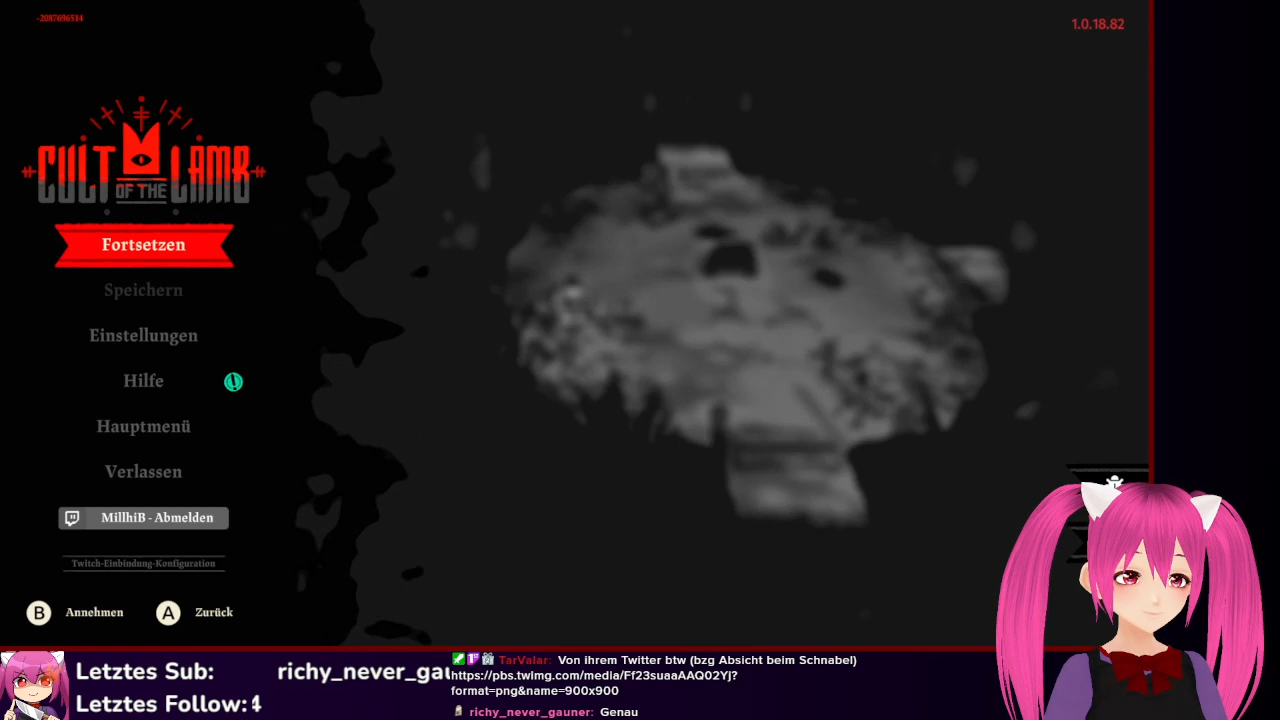 -2087696514
1.0.18.82
CULT OF THE LAMB
Fortsetzen
Speichern
Einstellungen
Hilfe
Hauptmenü
Verlassen
MillhiB - Abmelden
Twitch-Einbindung-Konfiguration
B Annehmen A Zurück
Letztes Sub: richy_never_gau
Letztes Follow:
TarValar: Von ihrem Twitter btw (bzg Absicht beim Schnabel)
https://pbs.twimg.com/media/Ff23suaaAAQ02YJ?
format=png&name=900x900
richy_never_gauner: Genau